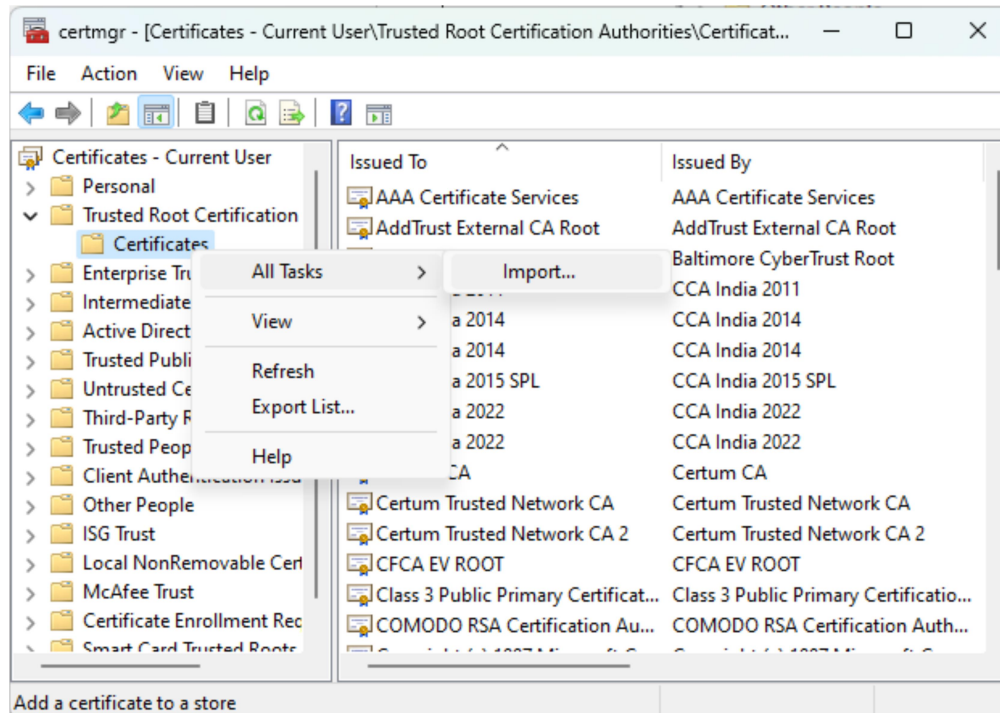 certmgr - [Certificates - Current User\Trusted Root Certification Authorities\Certificat...
File Action View Help
Certificates - Current User
Personal
Trusted Root Certification
Certificates
Enterprise Tru
Intermediate
Active Direct
Trusted Publi
Untrusted Ce
Third-Party R
Trusted Peop
Client Authentication Issu
Other People
ISG Trust
Local NonRemovable Cert
McAfee Trust
Certificate Enrollment Rec
Smart Card Trusted Roots
All Tasks
View
Refresh
Export List...
Help
Import...
Issued To Issued By
AAA Certificate Services AAA Certificate Services
AddTrust External CA Root AddTrust External CA Root
Baltimore CyberTrust Root
CCA India 2011
a 2014 CCA India 2014
a 2014 CCA India 2014
a 2015 SPL CCA India 2015 SPL
a 2022 CCA India 2022
a 2022 CCA India 2022
CA Certum CA
Certum Trusted Network CA Certum Trusted Network CA
Certum Trusted Network CA 2 Certum Trusted Network CA 2
CFCA EV ROOT CFCA EV ROOT
Class 3 Public Primary Certificat... Class 3 Public Primary Certificatio...
COMODO RSA Certification Au... COMODO RSA Certification Auth...
Add a certificate to a store